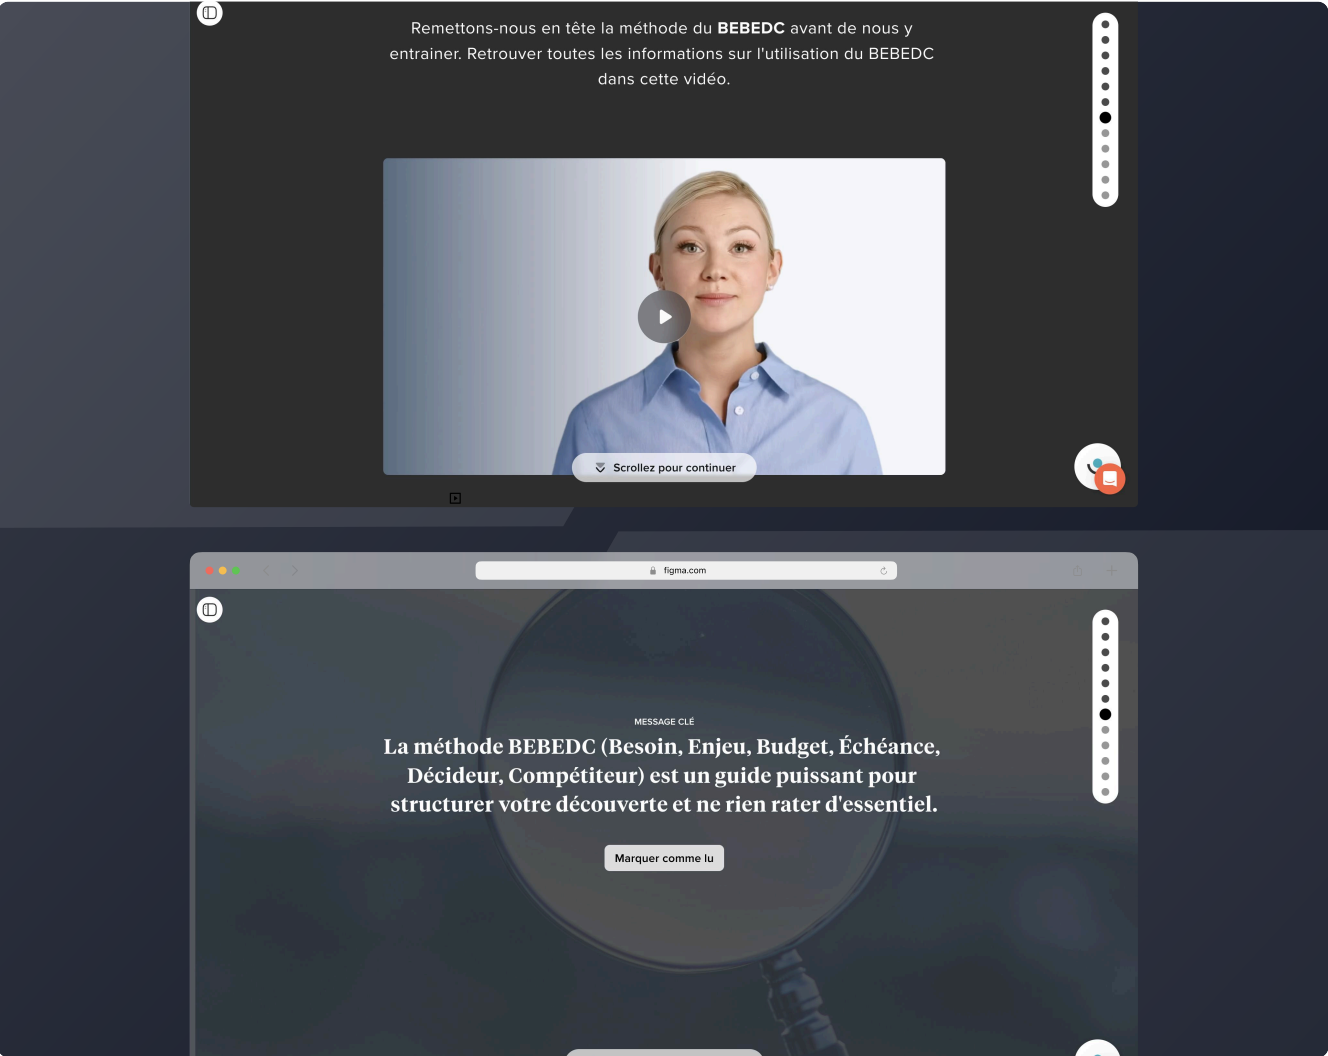 Remettons-nous en tête la méthode du BEBEDC avant de nous y
entrainer. Retrouver toutes les informations sur l'utilisation du BEBEDC
dans cette vidéo.
Scrollez pour continuer
figma.com
MESSAGE CLÉ
La méthode BEBEDC (Besoin, Enjeu, Budget, Échéance,
Décideur, Compétiteur) est un guide puissant pour
structurer votre découverte et ne rien rater d'essentiel.
Marquer comme lu